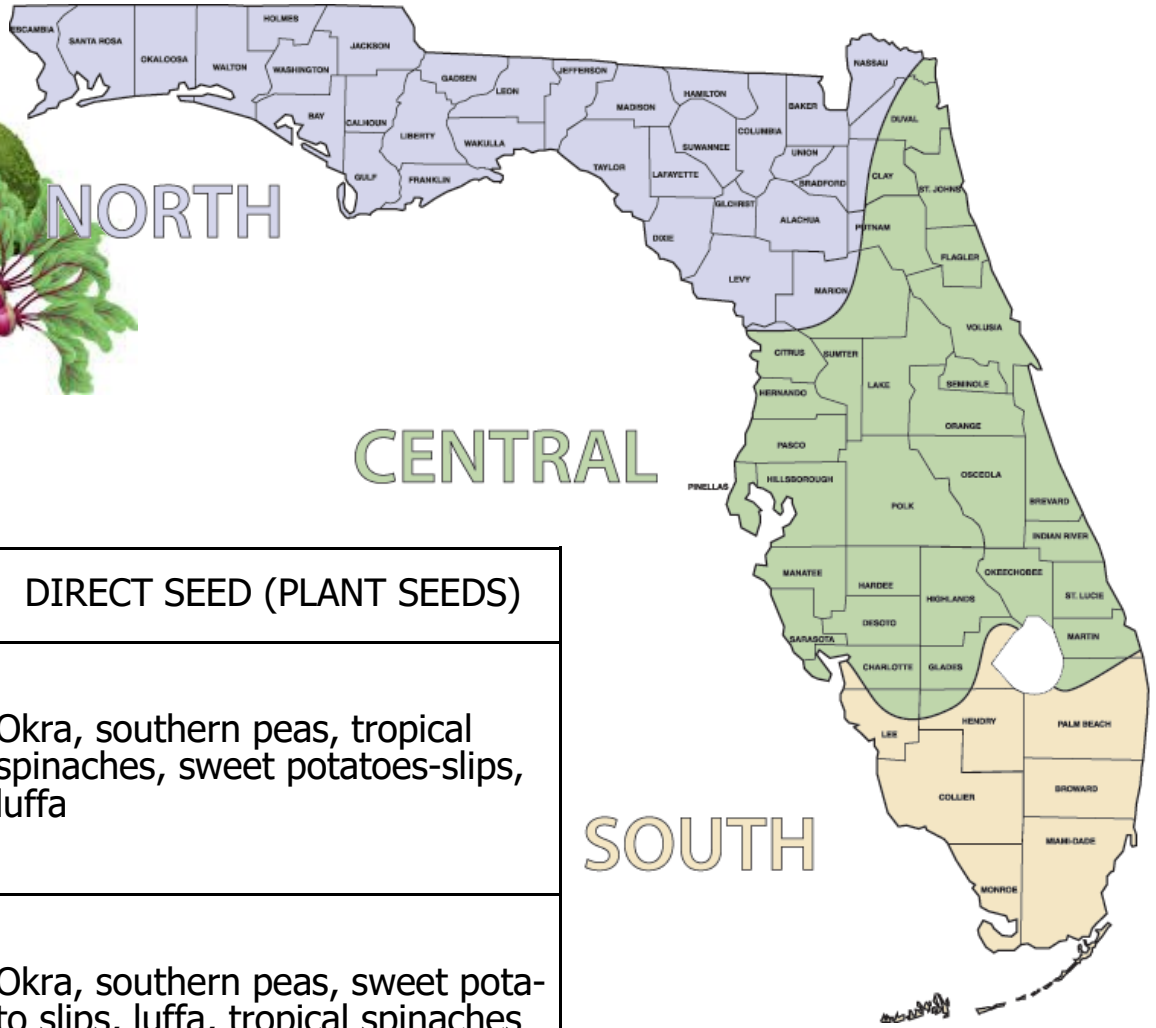 ESCAMBIA
SANTA ROSA
OKALOOSA
WALTON
HOLMES
WASHINGTON
JACKSON
BAY
CALHOUN
GULF
GADSEN
LIBERTY
FRANKLIN
LEON
WAKULLA
JEFFERSON
MADISON
TAYLOR
HAMILTON
SUWANNEE
LAFAYETTE
DIXIE
COLUMBIA
GILCHRIST
BAKER
UNION
BRADFORD
ALACHUA
LEVY
MARION
NASSAU
DUVAL
CLAY
ST. JOHNS
PUTNAM
FLAGLER
VOLUSIA
NORTH
CITRUS
SUMTER
HERNANDO
LAKE
SEMINOLE
ORANGE
PASCO
PINELLAS
HILLSBOROUGH
POLK
OSCEOLA
BREVARD
INDIAN RIVER
CENTRAL
MANATEE
HARDEE
HIGHLANDS
OKEECHOBEE
ST. LUCIE
SARASOTA
DESOTO
MARTIN
CHARLOTTE
GLADES
LEE
HENDRY
PALM BEACH
COLLIER
BROWARD
MIAMI-DADE
MONROE
SOUTH
DIRECT SEED (PLANT SEEDS)
Okra, southern peas, tropical
spinaches, sweet potatoes-slips,
luffa
Okra, southern peas, sweet pota-
to slips, luffa, tropical spinaches